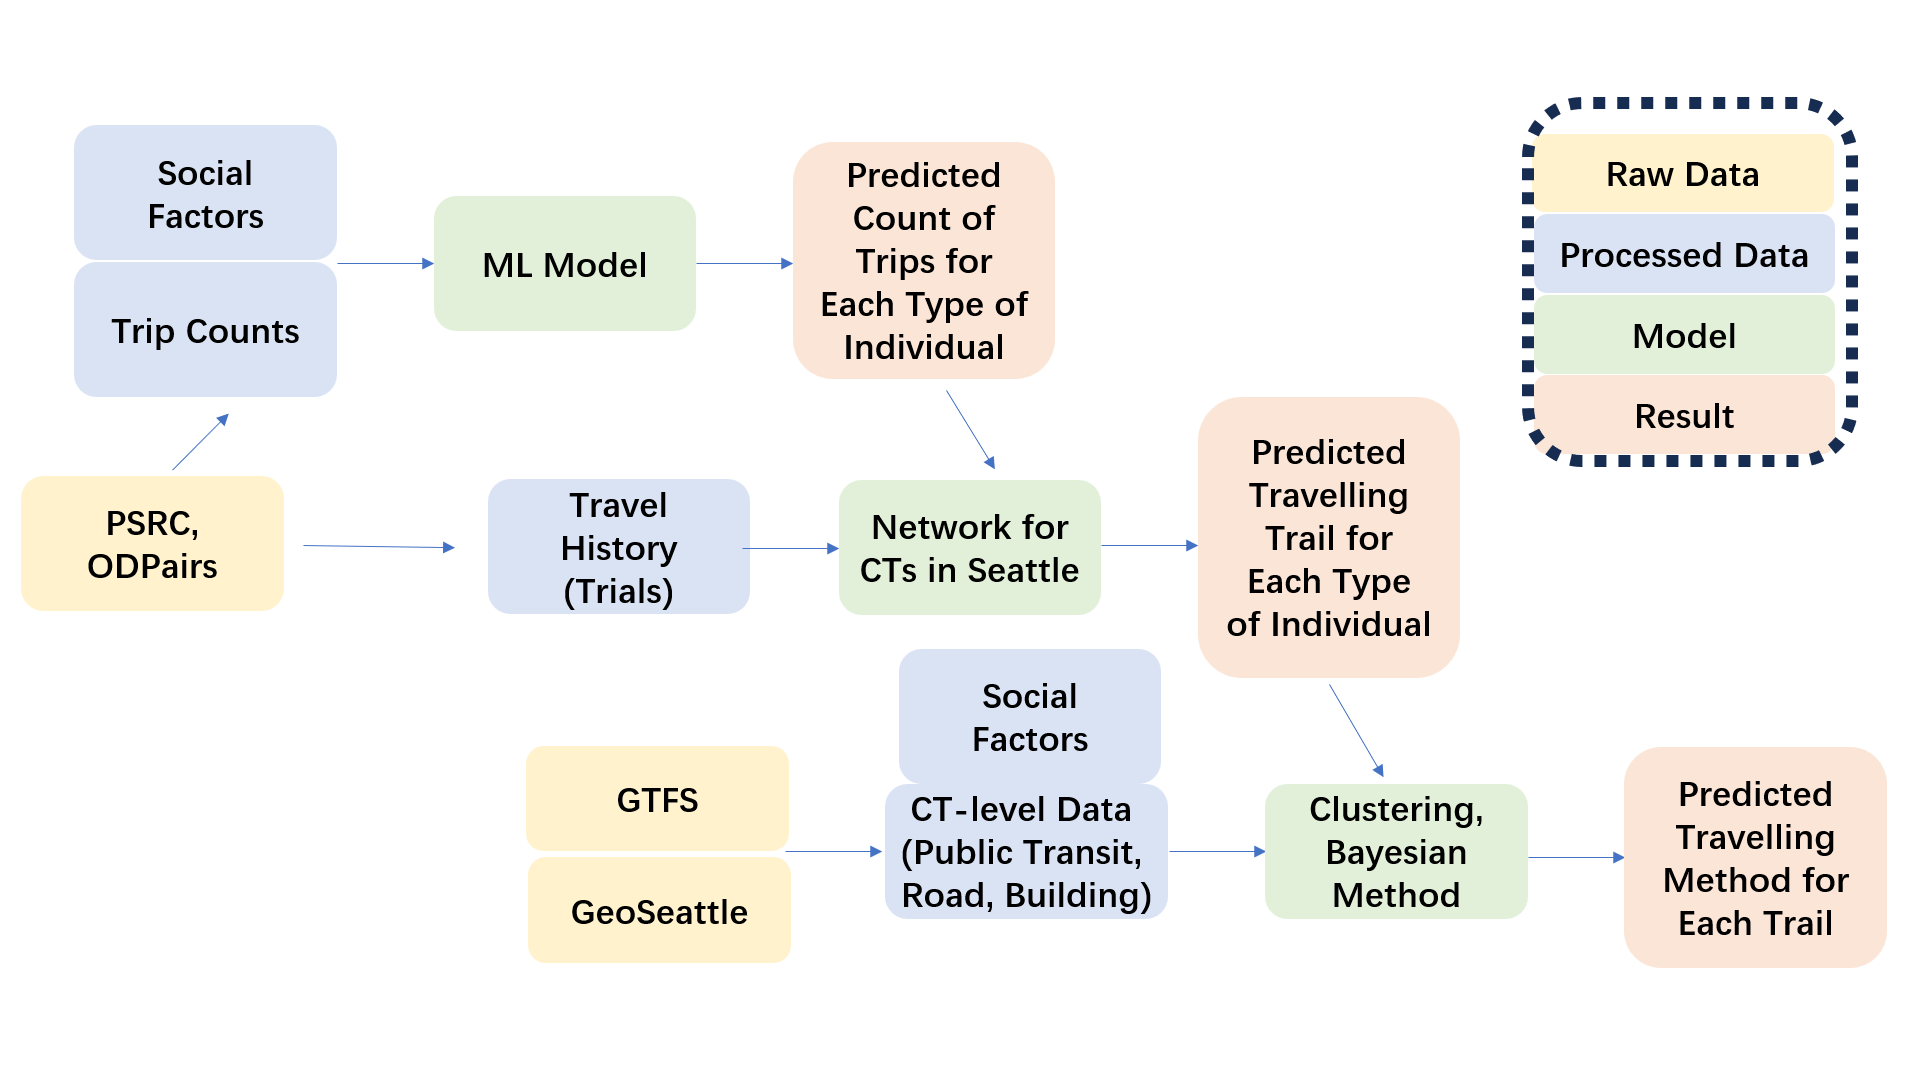 Social
Factors
Trip Counts
ML Model
Predicted
Count of
Trips for
Each Type of
Individual
Raw Data
Processed Data
Model
Result
PSRC,
ODPairs
Travel
History
(Trials)
Network for
CTs in Seattle
Predicted
Travelling
Trail for
Each Type
of Individual
Social
Factors
GTFS
GeoSeattle
CT-level Data
(Public Transit,
Road, Building)
Clustering,
Bayesian
Method
Predicted
Travelling
Method for
Each Trail